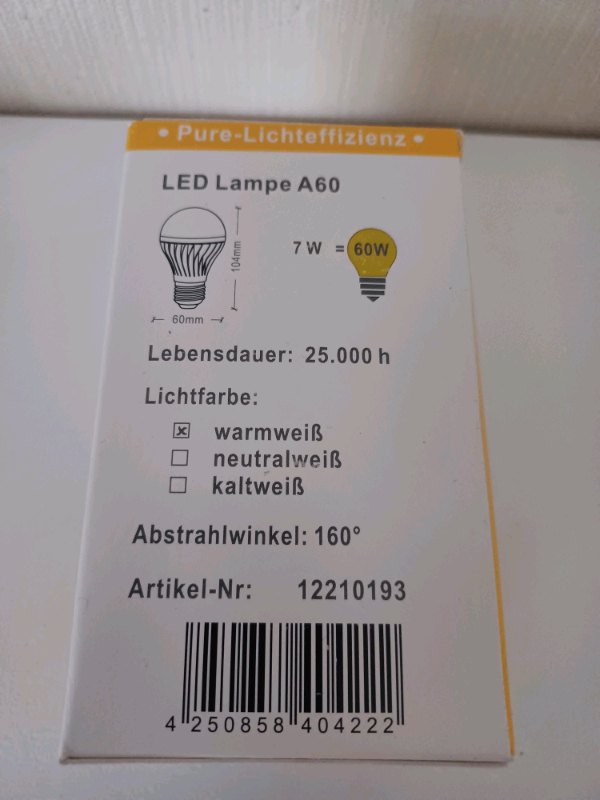 • Pure-Lichteffizienz •
LED Lampe A60
104mm
7 W = 60W
60mm
Lebensdauer: 25.000 h
Lichtfarbe:
☒ warmweiß
☐ neutralweiß
☐ kaltweiß
Abstrahlwinkel: 160°
Artikel-Nr: 12210193
4 250858 404222